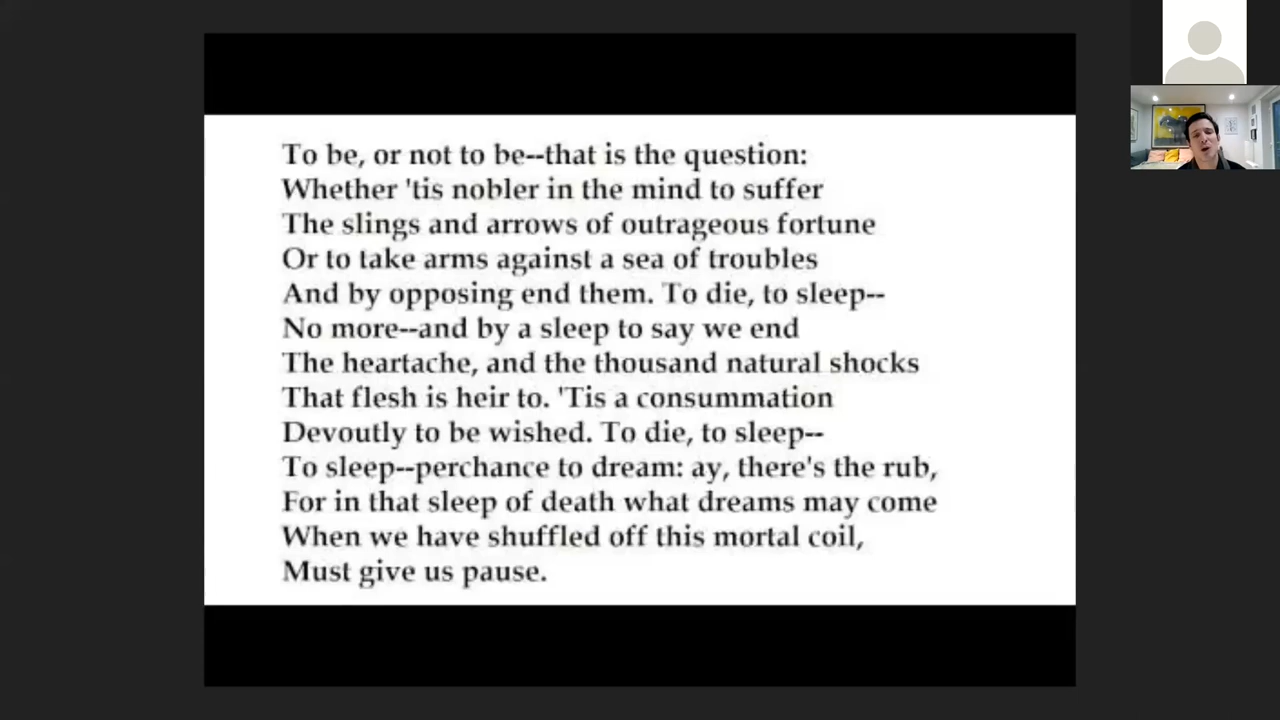 To be, or not to be--that is the question:
Whether 'tis nobler in the mind to suffer
The slings and arrows of outrageous fortune
Or to take arms against a sea of troubles
And by opposing end them. To die, to sleep--
No more--and by a sleep to say we end
The heartache, and the thousand natural shocks
That flesh is heir to. 'Tis a consummation
Devoutly to be wished. To die, to sleep--
To sleep--perchance to dream: ay, there's the rub,
For in that sleep of death what dreams may come
When we have shuffled off this mortal coil,
Must give us pause.